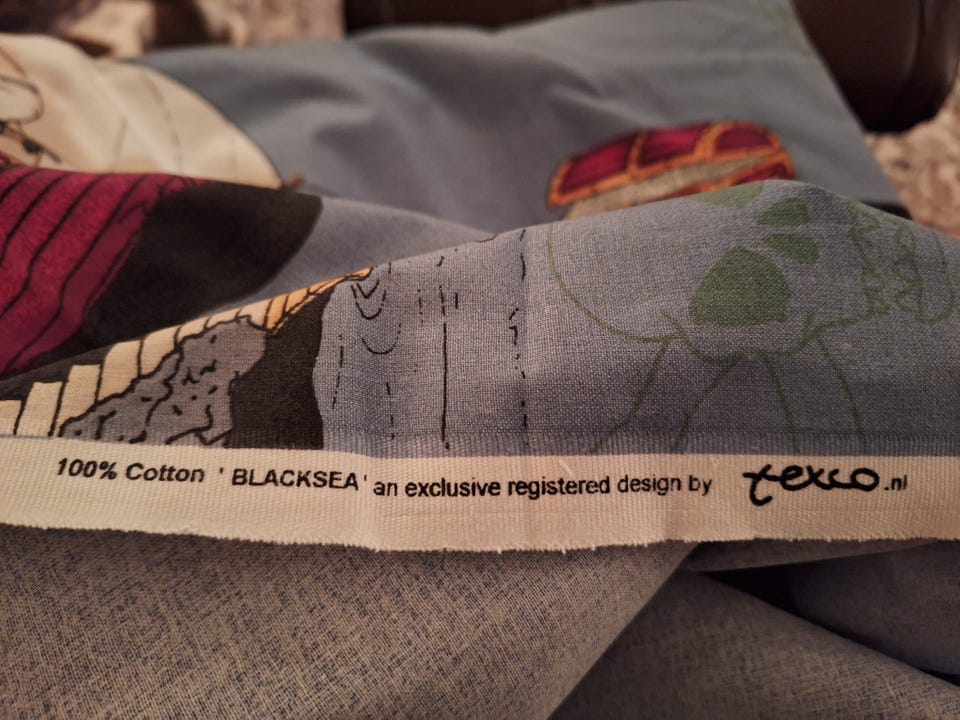 100% Cotton ' BLACKSEA' an exclusive registered design by texco.nl